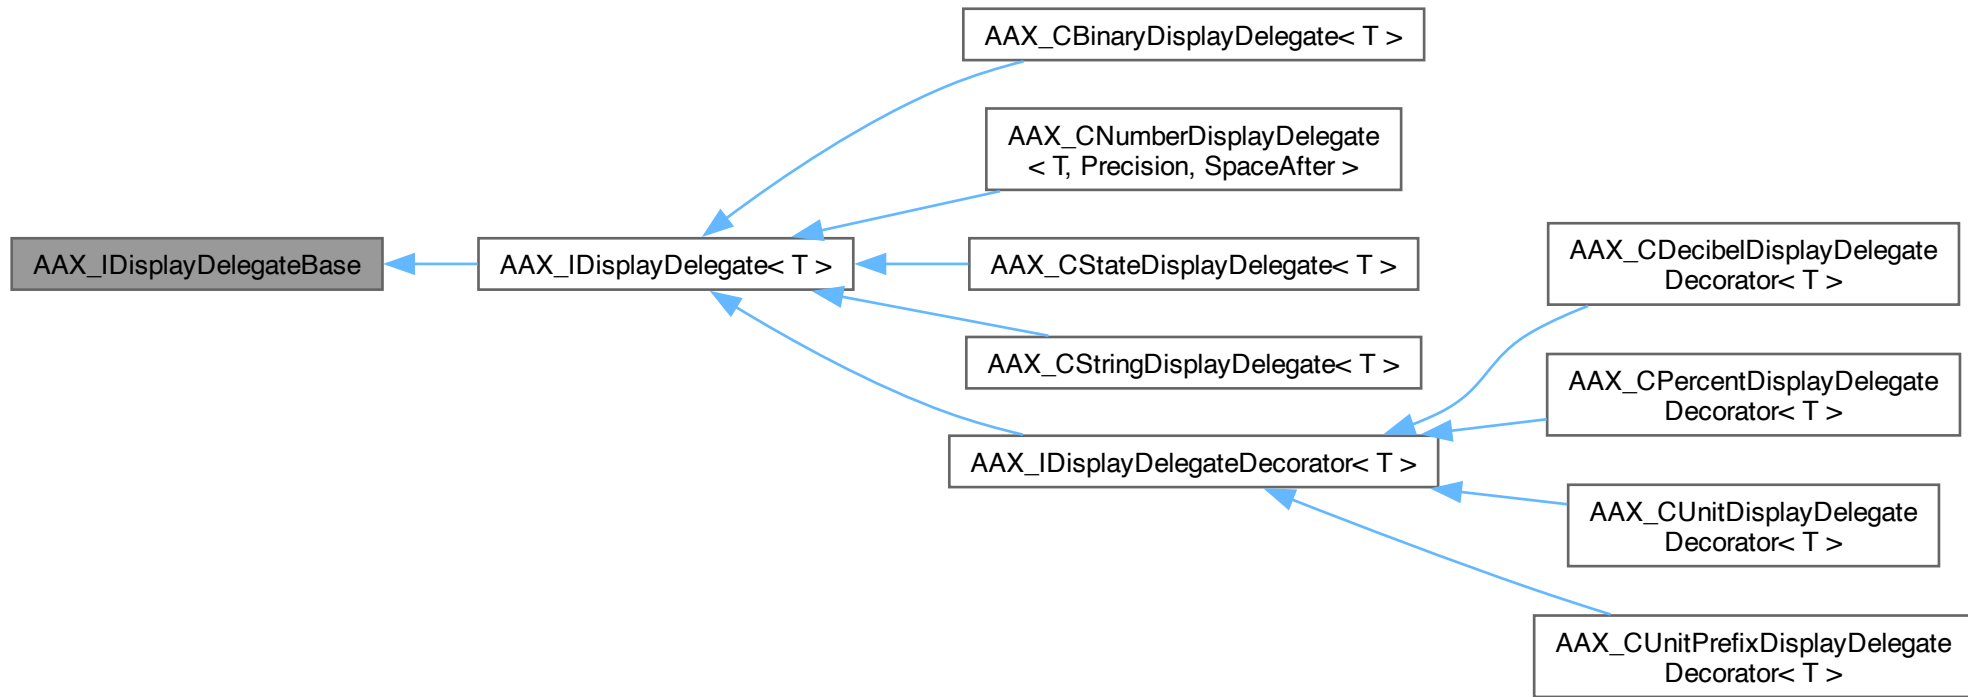 AAX_IDisplayDelegateBase
AAX_IDisplayDelegate< T >
AAX_CBinaryDisplayDelegate< T >
AAX_CNumberDisplayDelegate
< T, Precision, SpaceAfter >
AAX_CStateDisplayDelegate< T >
AAX_CStringDisplayDelegate< T >
AAX_IDisplayDelegateDecorator< T >
AAX_CDecibelDisplayDelegate
Decorator< T >
AAX_CPercentDisplayDelegate
Decorator< T >
AAX_CUnitDisplayDelegate
Decorator< T >
AAX_CUnitPrefixDisplayDelegate
Decorator< T >